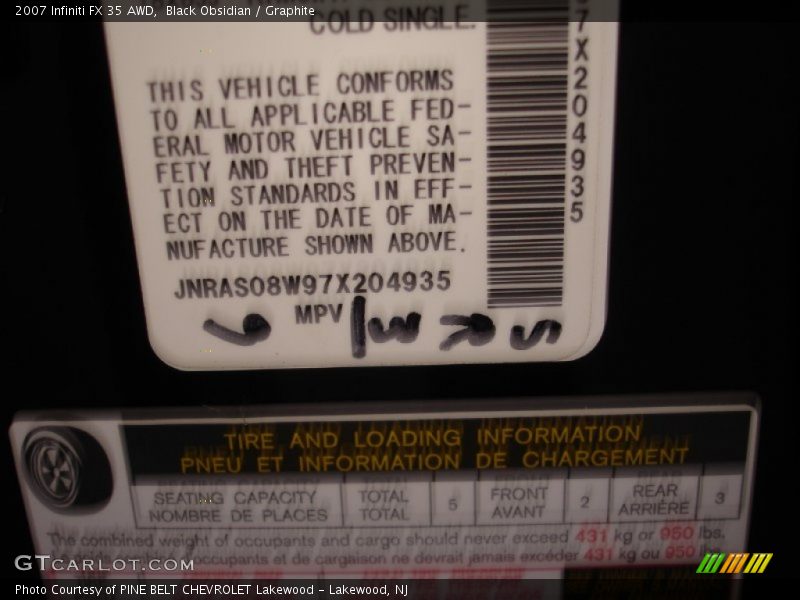 2007 Infiniti FX 35 AWD, Black Obsidian / Graphite
COLD SINGLE.
THIS VEHICLE CONFORMS
TO ALL APPLICABLE FED-
ERAL MOTOR VEHICLE SA-
FETY AND THEFT PREVEN-
TION STANDARDS IN EFF-
ECT ON THE DATE OF MA-
NUFACTURE SHOWN ABOVE.
JNRAS08W97X204935
MPV
7X204935
TIRE AND LOADING INFORMATION
PNEU ET INFORMATION DE CHARGEMENT
SEATING CAPACITY TOTAL 5 FRONT 2 REAR 3
NOMBRE DE PLACES TOTAL AVANT ARRIÈRE
The combined weight of occupants and cargo should never exceed 431 kg or 950 lbs.
occupants et de cargaison ne devrait jamais excéder 431 kg ou 950 lbs.
GTCarlot.com
Photo Courtesy of PINE BELT CHEVROLET Lakewood - Lakewood, NJ